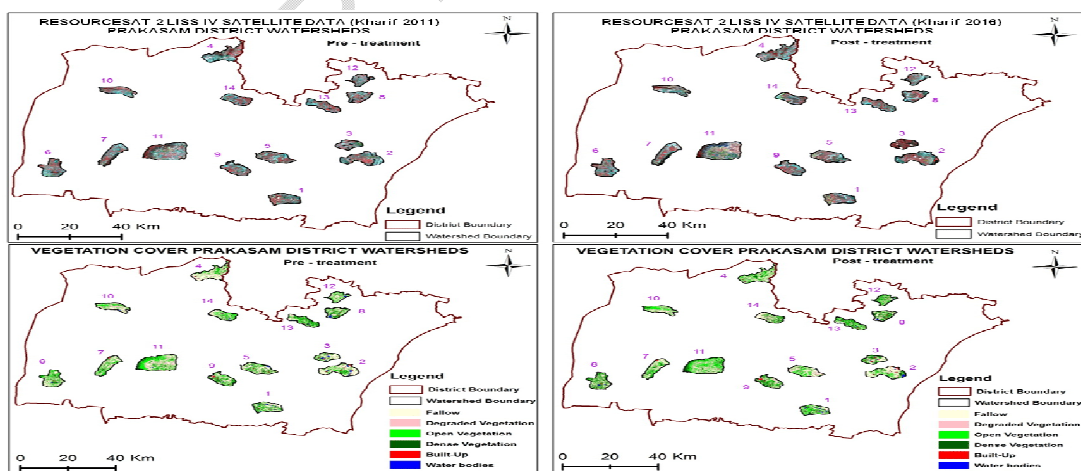 RESOURCESAT 2 LISS IV SATELLITE DATA (Kharif 2011)
PRAKASAM DISTRICT WATERSHEDS
Pre - treatment
N
4
12
10
14
13
8
7
11
3
6
9
5
2
1
Legend
District Boundary
Watershed Boundary
0 20 40 Km
RESOURCESAT 2 LISS IV SATELLITE DATA (Kharif 2016)
PRAKASAM DISTRICT WATERSHEDS
Post - treatment
N
4
12
10
14
13
8
7
11
3
6
9
5
2
1
Legend
District Boundary
Watershed Boundary
0 20 40 Km
VEGETATION COVER PRAKASAM DISTRICT WATERSHEDS
Pre - treatment
N
4
12
10
14
13
8
7
11
3
6
9
5
2
1
Legend
District Boundary
Watershed Boundary
Fallow
Degraded Vegetation
Open Vegetation
Dense Vegetation
Built-Up
Water bodies
0 20 40 Km
VEGETATION COVER PRAKASAM DISTRICT WATERSHEDS
Post - treatment
N
4
12
10
14
13
7
11
3
6
5
2
1
Legend
District Boundary
Watershed Boundary
Fallow
Degraded Vegetation
Open Vegetation
Dense Vegetation
Built-Up
Water bodies
0 20 40 Km